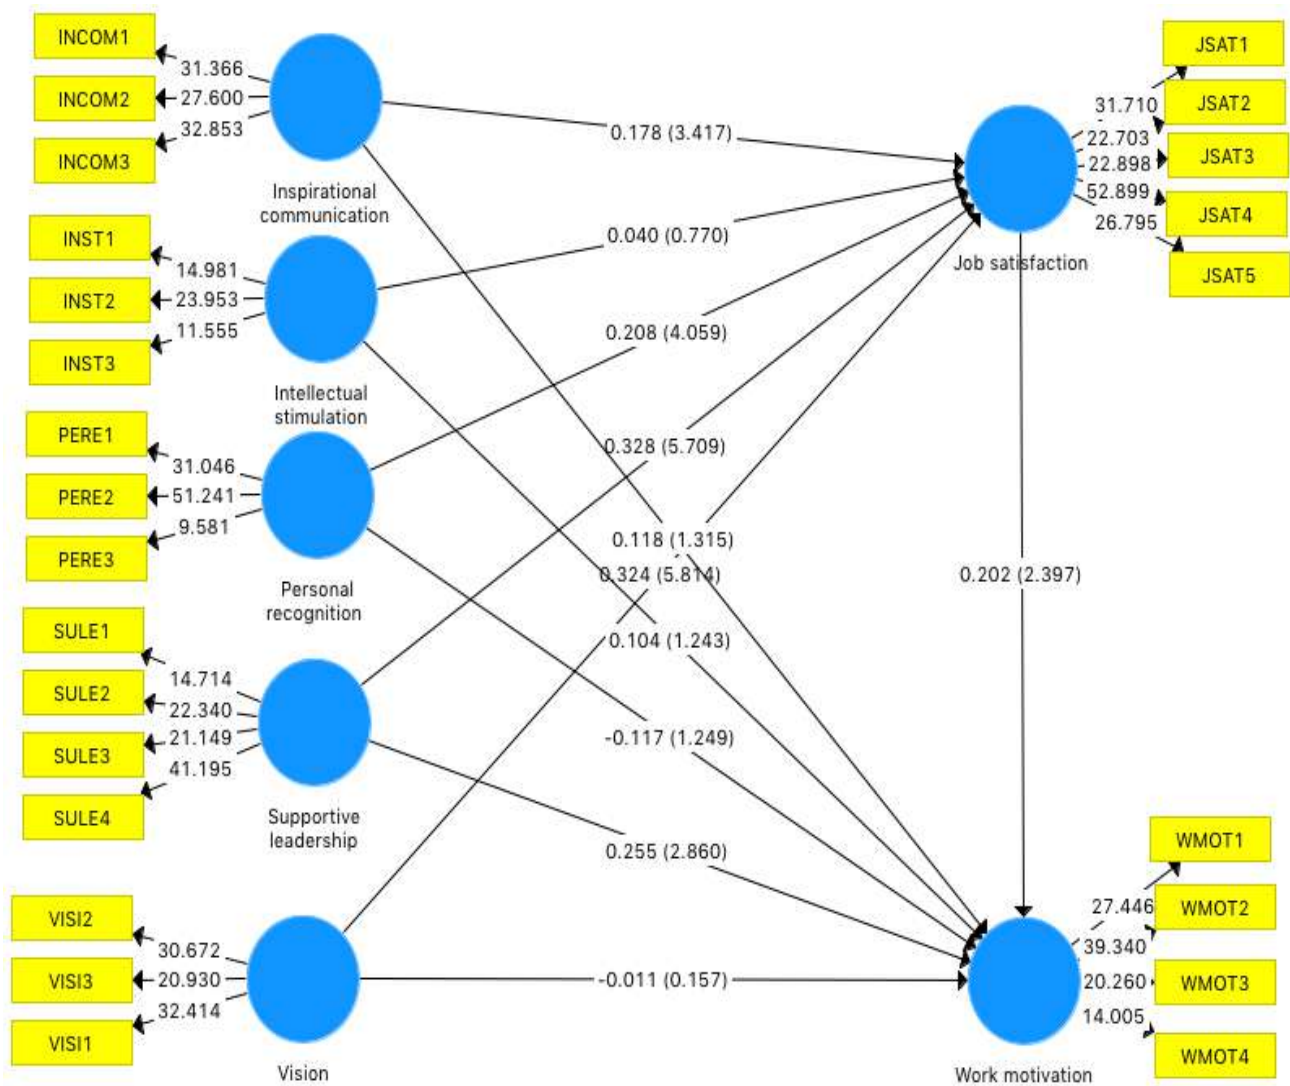 INCOM1
INCOM2
INCOM3
31.366
27.600
32.853
Inspirational
communication
INST1
INST2
INST3
14.981
23.953
11.555
Intellectual
stimulation
PERE1
PERE2
PERE3
31.046
51.241
9.581
Personal
recognition
SULE1
SULE2
SULE3
SULE4
14.714
22.340
21.149
41.195
Supportive
leadership
VISI2
VISI3
VISI1
30.672
20.930
32.414
Vision
0.178 (3.417)
0.040 (0.770)
0.208 (4.059)
0.328 (5.709)
0.118 (1.315)
0.324 (5.814)
0.104 (1.243)
-0.117 (1.249)
0.255 (2.860)
-0.011 (0.157)
0.202 (2.397)
Job satisfaction
31.710
22.703
22.898
52.899
26.795
JSAT1
JSAT2
JSAT3
JSAT4
JSAT5
Work motivation
27.446
39.340
20.260
14.005
WMOT1
WMOT2
WMOT3
WMOT4